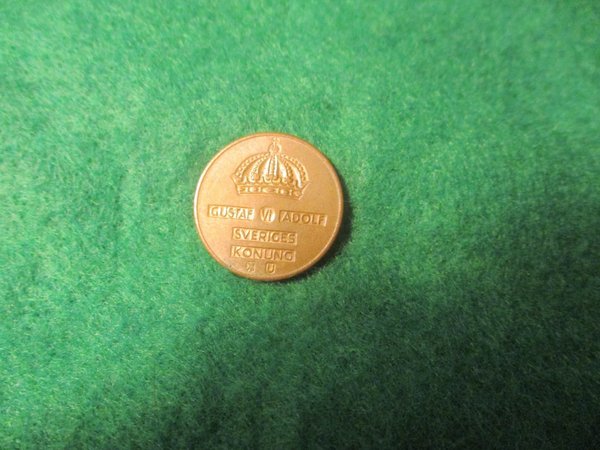 GUSTAF VI ADOLF
SVERIGES
KONUNG
U